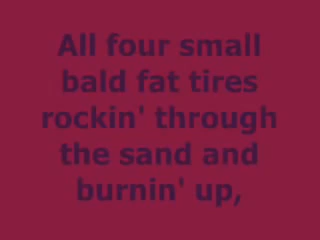 All four small
bald fat tires
rockin' through
the sand and
burnin' up,